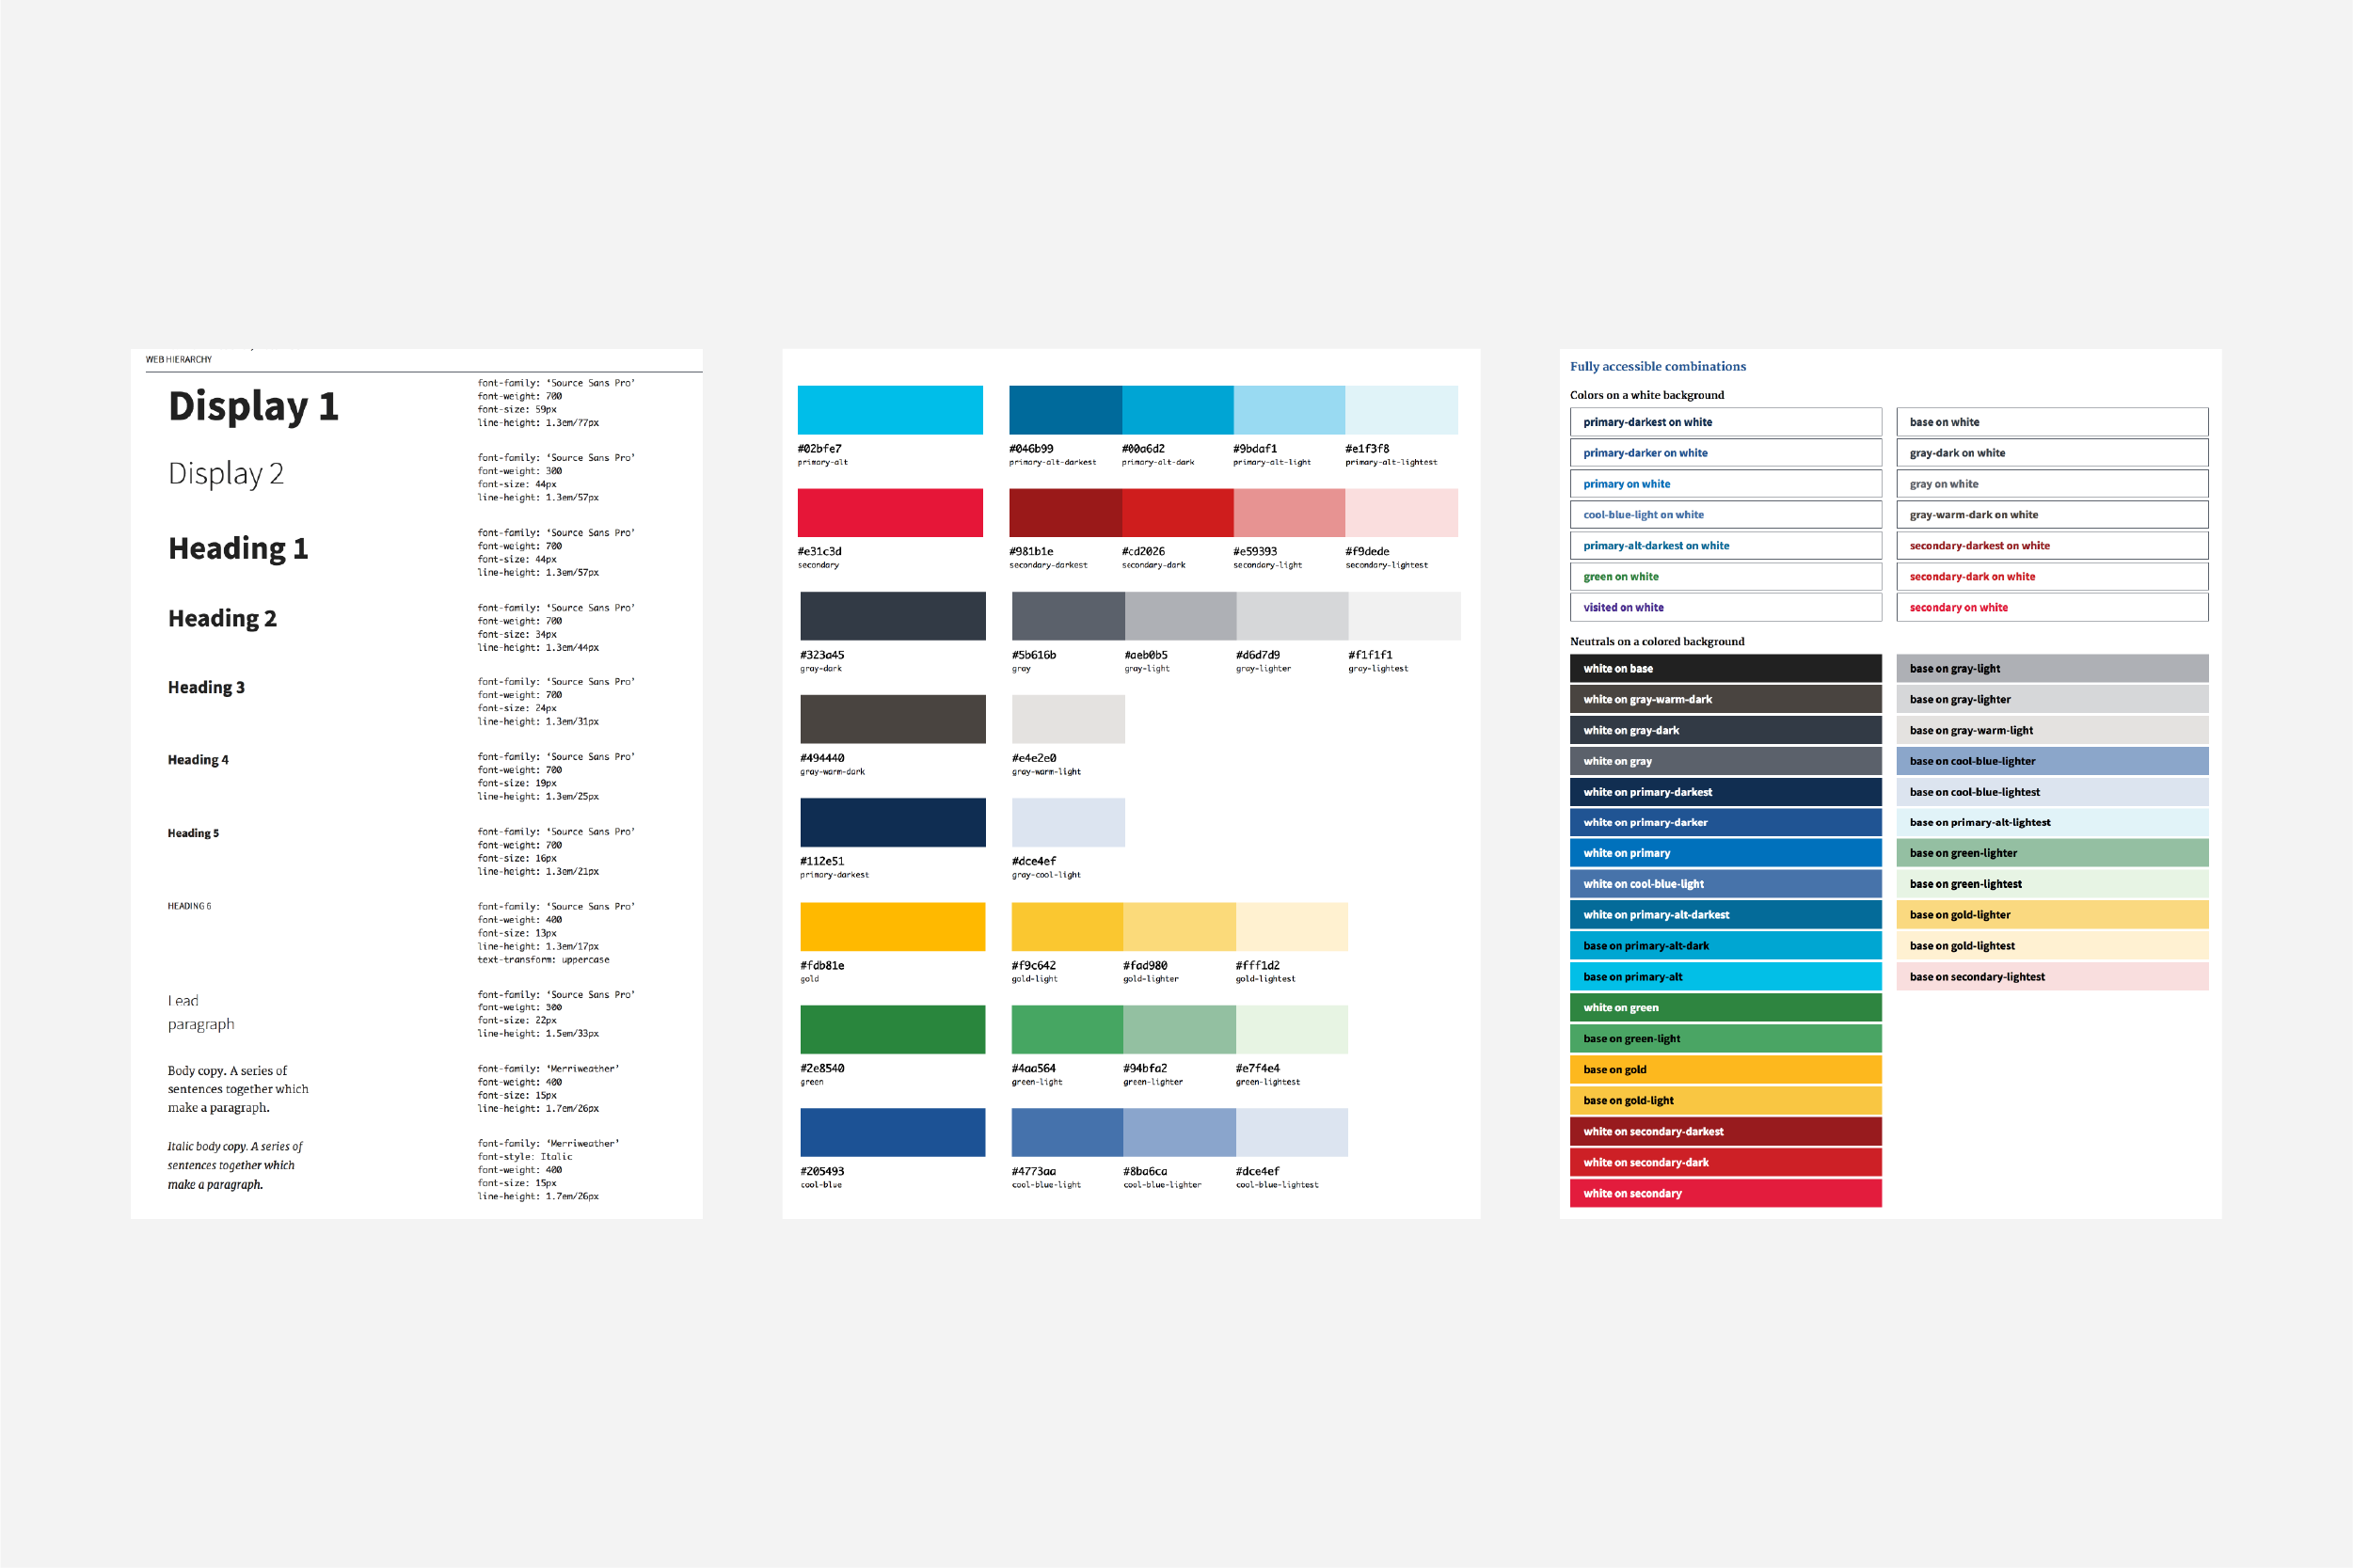 WEB HIERARCHY
Display 1
font-family: ‘Source Sans Pro’
font-weight: 700
font-size: 59px
line-height: 1.3em/77px
Display 2
font-family: ‘Source Sans Pro’
font-weight: 300
font-size: 44px
line-height: 1.3em/57px
Heading 1
font-family: ‘Source Sans Pro’
font-weight: 700
font-size: 44px
line-height: 1.3em/57px
Heading 2
font-family: ‘Source Sans Pro’
font-weight: 700
font-size: 34px
line-height: 1.3em/44px
Heading 3
font-family: ‘Source Sans Pro’
font-weight: 700
font-size: 24px
line-height: 1.3em/31px
Heading 4
font-family: ‘Source Sans Pro’
font-weight: 700
font-size: 19px
line-height: 1.3em/25px
Heading 5
font-family: ‘Source Sans Pro’
font-weight: 700
font-size: 16px
line-height: 1.3em/21px
HEADING 6
font-family: ‘Source Sans Pro’
font-weight: 400
font-size: 13px
line-height: 1.3em/17px
text-transform: uppercase
Lead
paragraph
font-family: ‘Source Sans Pro’
font-weight: 300
font-size: 22px
line-height: 1.5em/33px
Body copy. A series of
sentences together which
make a paragraph.
font-family: ‘Merriweather’
font-weight: 400
font-size: 15px
line-height: 1.7em/26px
Italic body copy. A series of
sentences together which
make a paragraph.
font-family: ‘Merriweather’
font-style: Italic
font-weight: 400
font-size: 15px
line-height: 1.7em/26px
#02bfe7 #046b99 #00a6d2 #9bdaf1 #e1f3f8
primary-alt primary-alt-darkest primary-alt-dark primary-alt-light primary-alt-lightest
#e31c3d #981b1e #cd2026 #e59393 #f9dede
secondary secondary-darkest secondary-dark secondary-light secondary-lightest
#323a45 #5b616b #aeb0b5 #d6d7d9 #f1f1f1
gray-dark gray gray-light gray-lighter gray-lightest
#494440 #e4e2e0
gray-warm-dark gray-warm-light
#112e51 #dce4ef
primary-darkest gray-cool-light
#fdb81e #f9c642 #fad980 #fff1d2
gold gold-light gold-lighter gold-lightest
#2e8540 #4aa564 #94bfa2 #e7f4e4
green green-light green-lighter green-lightest
#205493 #4773aa #8ba6ca #dce4ef
cool-blue cool-blue-light cool-blue-lighter cool-blue-lightest
Fully accessible combinations
Colors on a white background
primary-darkest on white
primary-darker on white
primary on white
cool-blue-light on white
primary-alt-darkest on white
green on white
visited on white
base on white
gray-dark on white
gray on white
gray-warm-dark on white
secondary-darkest on white
secondary-dark on white
secondary on white
Neutrals on a colored background
white on base
white on gray-warm-dark
white on gray-dark
white on gray
white on primary-darkest
white on primary-darker
white on primary
white on cool-blue-light
white on primary-alt-darkest
base on primary-alt-dark
base on primary-alt
white on green
base on green-light
base on gold
base on gold-light
white on secondary-darkest
white on secondary-dark
white on secondary
base on gray-light
base on gray-lighter
base on gray-warm-light
base on cool-blue-lighter
base on cool-blue-lightest
base on primary-alt-lightest
base on green-lighter
base on green-lightest
base on gold-lighter
base on gold-lightest
base on secondary-lightest